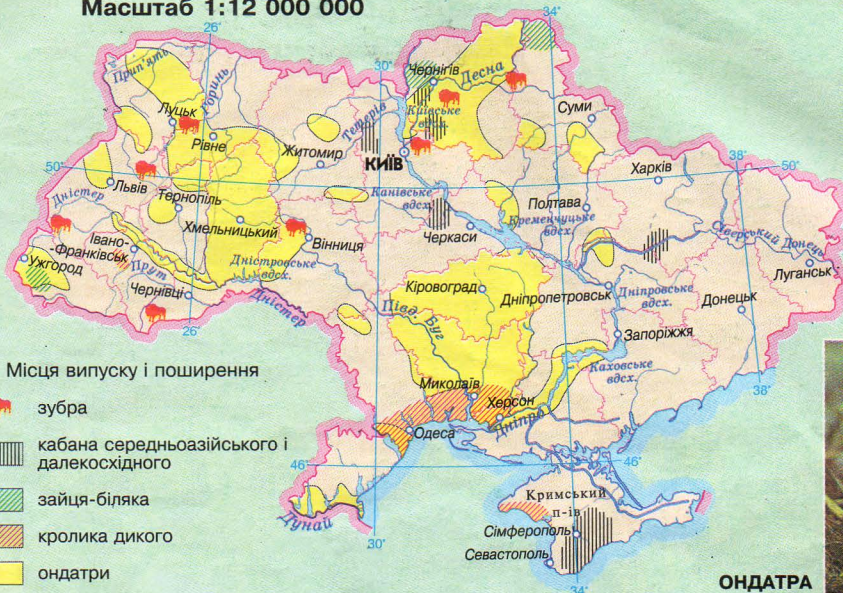 Масштаб 1:12 000 000
26°
30°
34°
Прип'ять
Горинь
Чернігів
Десна
Луцьк
Рівне
Тетерів
Київське
вдсх.
Суми
Житомир
КИЇВ
50°
38°
50°
Харків
Львів
Дністер
Тернопіль
Канівське
вдсх.
Полтава
Кременчуцьке
вдсх.
Хмельницький
Вінниця
Черкаси
Сіверський Донець
Івано-
-Франківськ
Ужгород
Прут
Дністровське
вдсх.
Луганськ
Чернівці
Кіровоград
Дніпропетровськ
Дніпровське
вдсх.
Донецьк
26
Дністер
Півд. Буг
Запоріжжя
Місця випуску і поширення
Миколаїв
Каховське
вдсх.
38°
зубра
Херсон
Дніпро
Одеса
кабана середньоазійського і
далекосхідного
46°
46°
зайця-біляка
Кримський
п-ів
Дунай
кролика дикого
Сімферополь
30°
Севастополь
ондатри
34°
ОНДАТРА